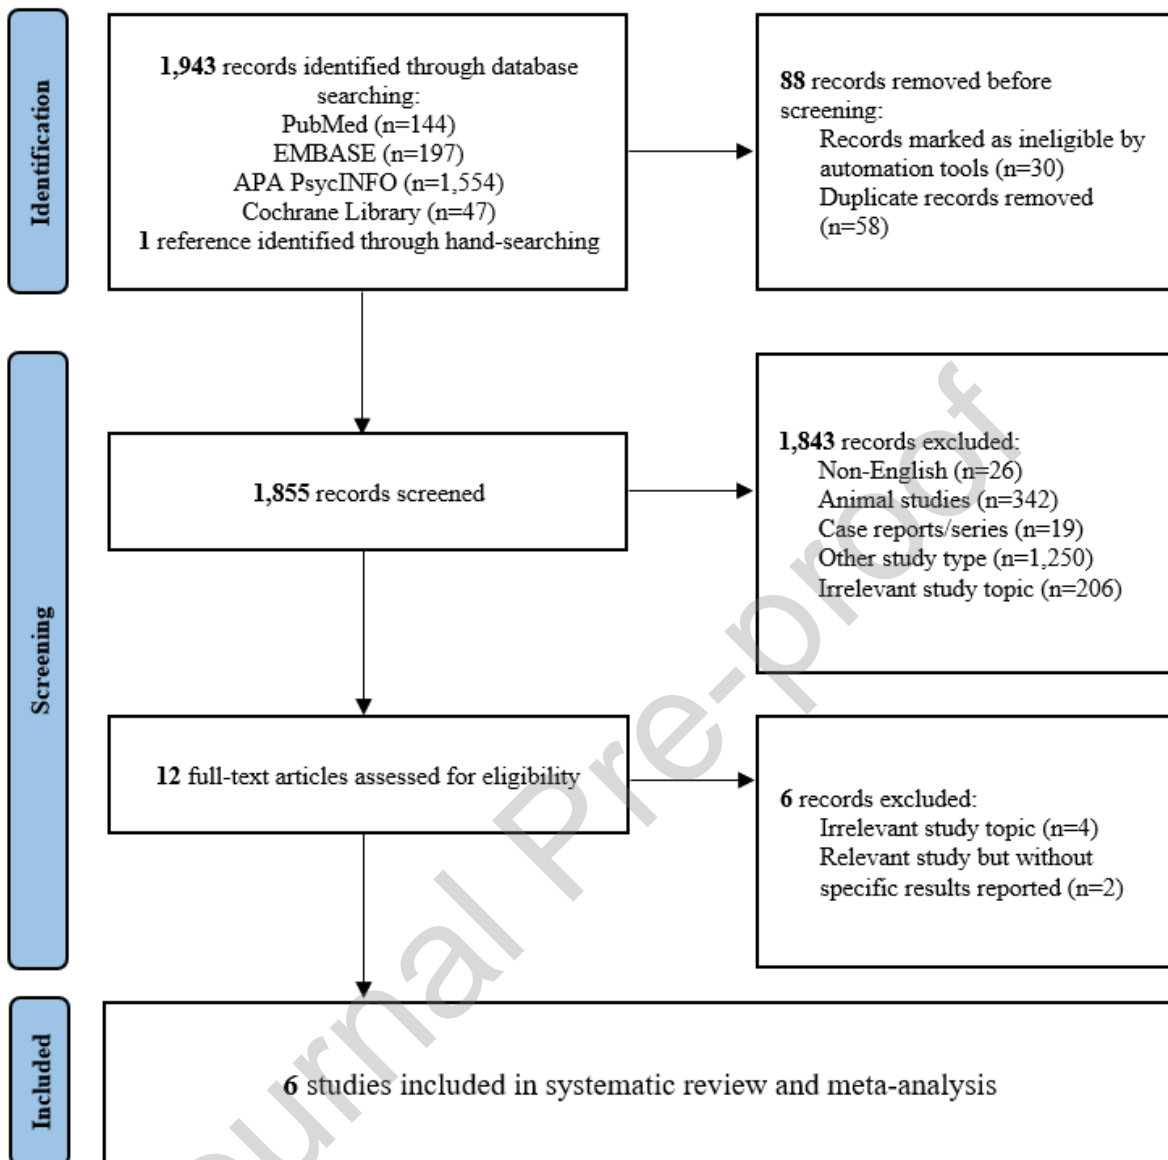 Identification
1,943 records identified through database
searching:
PubMed (n=144)
EMBASE (n=197)
APA PsycINFO (n=1,554)
Cochrane Library (n=47)
1 reference identified through hand-searching
88 records removed before
screening:
Records marked as ineligible by
automation tools (n=30)
Duplicate records removed
(n=58)
Screening
1,855 records screened
1,843 records excluded:
Non-English (n=26)
Animal studies (n=342)
Case reports/series (n=19)
Other study type (n=1,250)
Irrelevant study topic (n=206)
12 full-text articles assessed for eligibility
6 records excluded:
Irrelevant study topic (n=4)
Relevant study but without
specific results reported (n=2)
Included
6 studies included in systematic review and meta-analysis
urnal Pre-proof